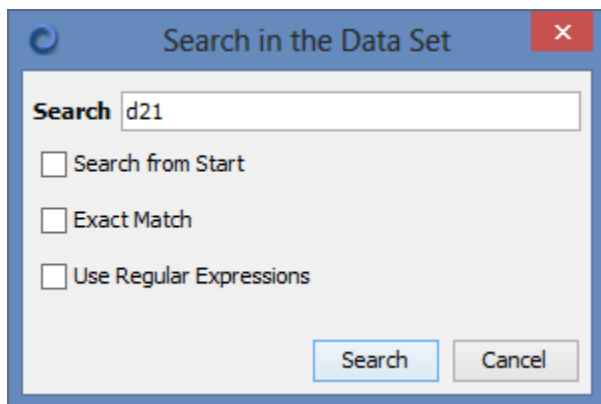 Search in the Data Set
Search d21
Search from Start
Exact Match
Use Regular Expressions
Search Cancel